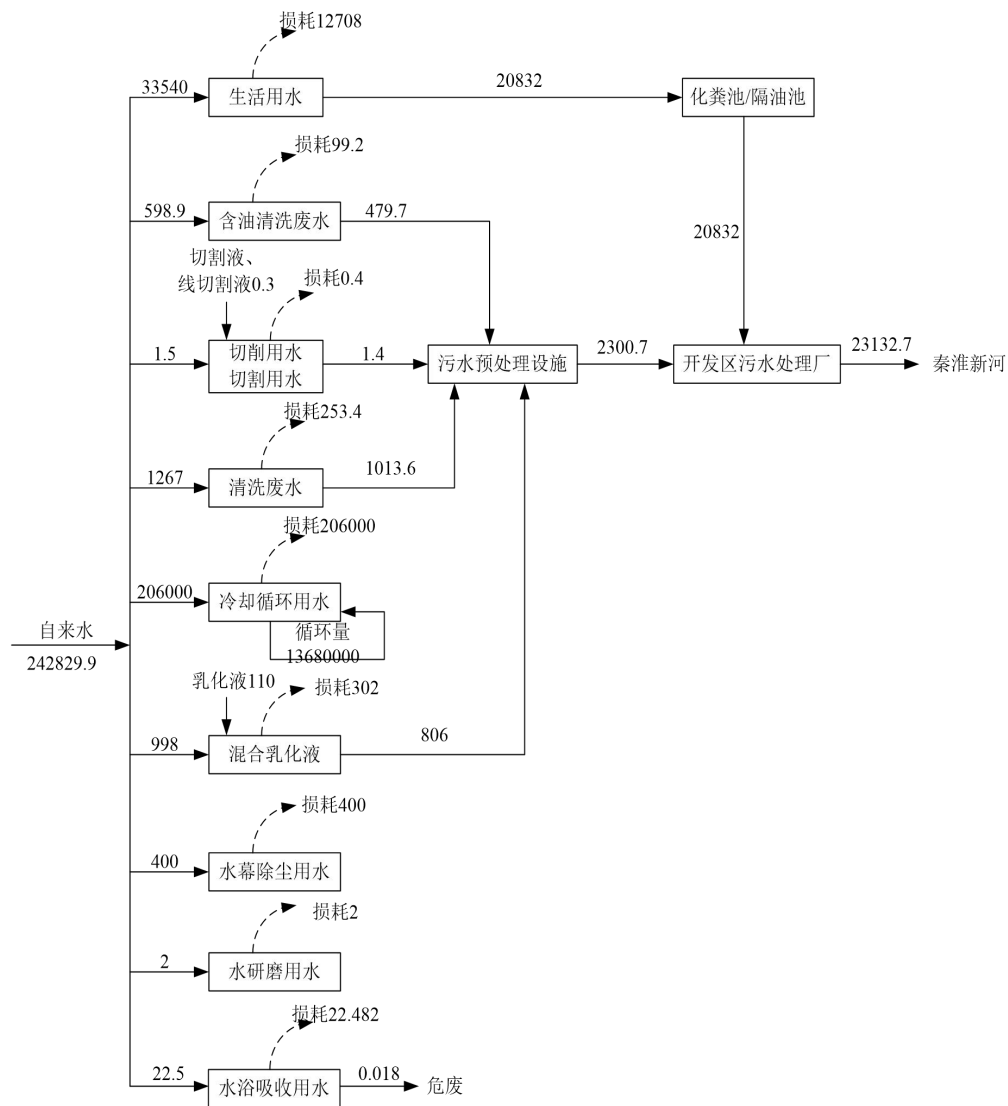 损耗12708
33540
生活用水
20832
化粪池/隔油池
损耗99.2
598.9
含油清洗废水
479.7
20832
切割液、
线切割液0.3
损耗0.4
1.5
切削用水
切割用水
1.4
污水预处理设施
2300.7
开发区污水处理厂
23132.7
秦淮新河
损耗253.4
1267
清洗废水
1013.6
损耗206000
206000
冷却循环用水
循环量
13680000
自来水
242829.9
乳化液110
损耗302
998
混合乳化液
806
损耗400
400
水幕除尘用水
损耗2
2
水研磨用水
损耗22.482
22.5
水浴吸收用水
0.018
危废